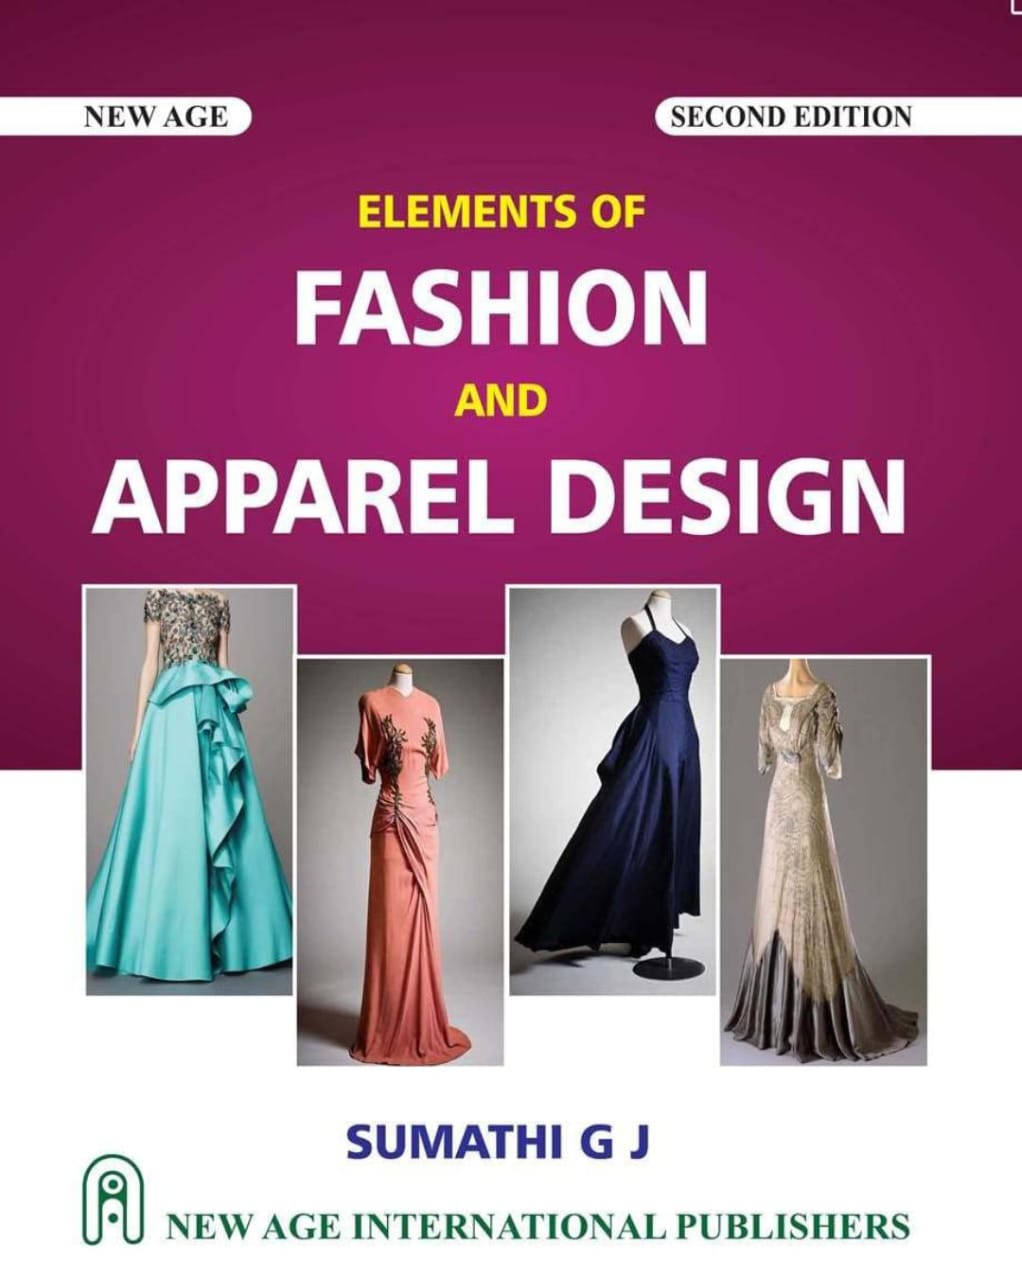 NEW AGE
SECOND EDITION
ELEMENTS OF
FASHION
AND
APPAREL DESIGN
SUMATHI G J
NEW AGE INTERNATIONAL PUBLISHERS